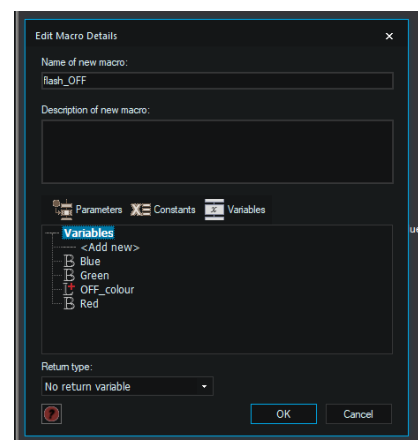 Edit Macro Details
Name of new macro:
flash_OFF
Description of new macro:
Parameters Constants Variables
Variables
<Add new>
B Blue
B Green
OFF_colour
B Red
Return type:
No return variable
? OK Cancel